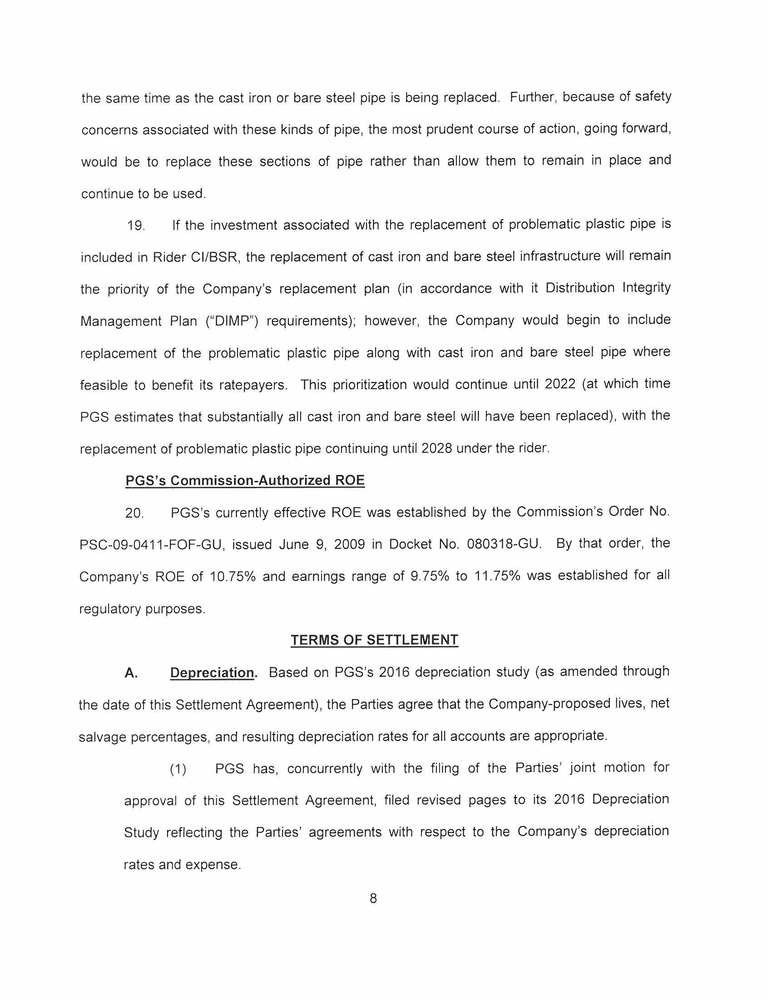 the same time as the cast iron or bare steel pipe is being replaced. Further, because of safety
concerns associated with these kinds of pipe, the most prudent course of action, going forward,
would be to replace these sections of pipe rather than allow them to remain in place and
continue to be used.
19. If the investment associated with the replacement of problematic plastic pipe is
included in Rider CI/BSR, the replacement of cast iron and bare steel infrastructure will remain
the priority of the Company's replacement plan (in accordance with it Distribution Integrity
Management Plan ("DIMP") requirements); however, the Company would begin to include
replacement of the problematic plastic pipe along with cast iron and bare steel pipe where
feasible to benefit its ratepayers. This prioritization would continue until 2022 (at which time
PGS estimates that substantially all cast iron and bare steel will have been replaced), with the
replacement of problematic plastic pipe continuing until 2028 under the rider.
PGS's Commission-Authorized ROE
20. PGS's currently effective ROE was established by the Commission's Order No.
PSC-09-0411-FOF-GU, issued June 9, 2009 in Docket No. 080318-GU. By that order, the
Company's ROE of 10.75% and earnings range of 9.75% to 11.75% was established for all
regulatory purposes.
TERMS OF SETTLEMENT
A. Depreciation. Based on PGS's 2016 depreciation study (as amended through
the date of this Settlement Agreement), the Parties agree that the Company-proposed lives, net
salvage percentages, and resulting depreciation rates for all accounts are appropriate.
(1) PGS has, concurrently with the filing of the Parties' joint motion for
approval of this Settlement Agreement, filed revised pages to its 2016 Depreciation
Study reflecting the Parties' agreements with respect to the Company's depreciation
rates and expense.
8